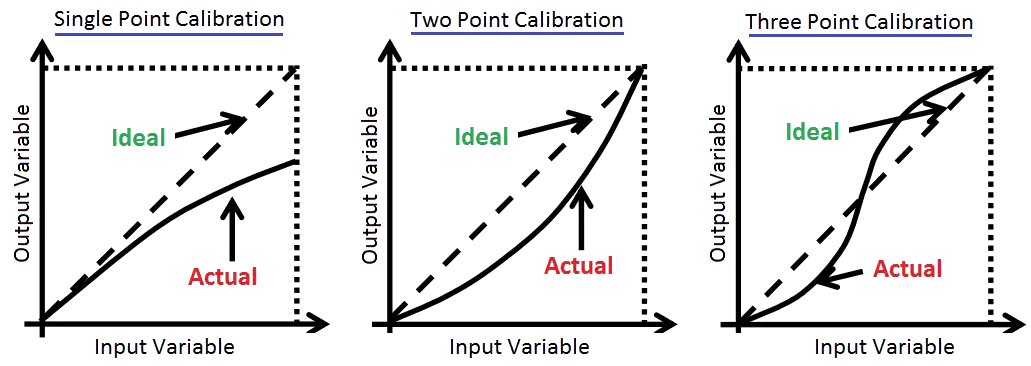 Single Point Calibration
Output Variable
Ideal
Actual
Input Variable
Two Point Calibration
Output Variable
Ideal
Actual
Input Variable
Three Point Calibration
Output Variable
Ideal
Actual
Input Variable